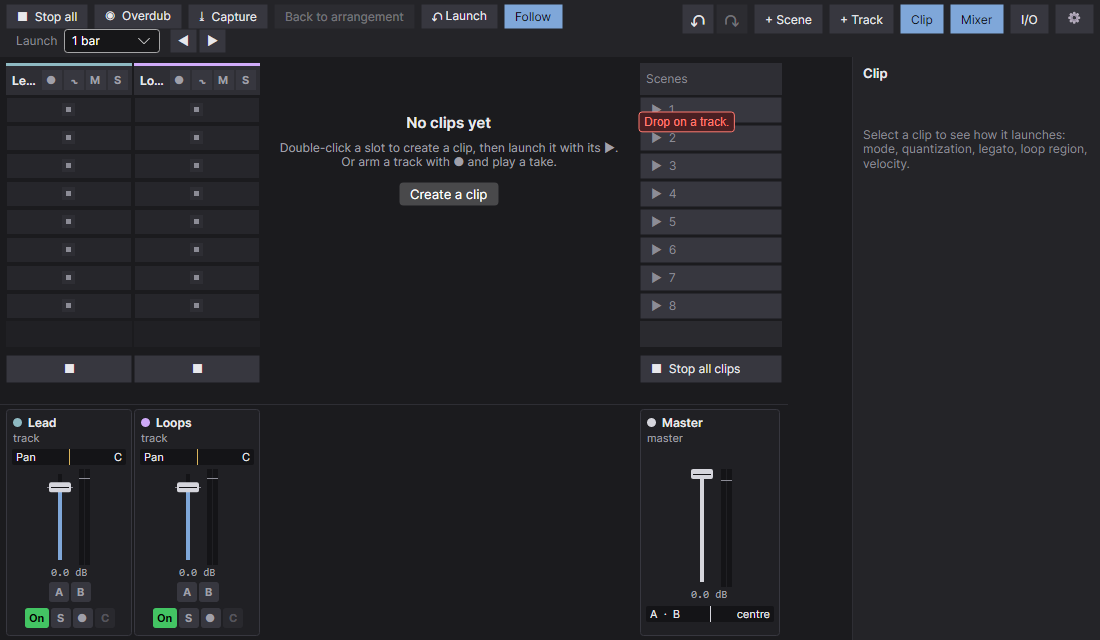 Stop all Overdub Capture Back to arrangement Launch Follow + Scene + Track Clip Mixer I/O
Launch 1 bar
Le... M S Lo... M S Scenes Clip
1
Drop on a track.
No clips yet
Select a clip to see how it launches:
mode, quantization, legato, loop region,
velocity.
2
Double-click a slot to create a clip, then launch it with its ▶.
Or arm a track with ● and play a take.
3
Create a clip
4
5
6
7
8
Stop all clips
Lead Loops Master
track track master
Pan C Pan C
0.0 dB 0.0 dB
A B A B 0.0 dB
On S C On S C A · B centre